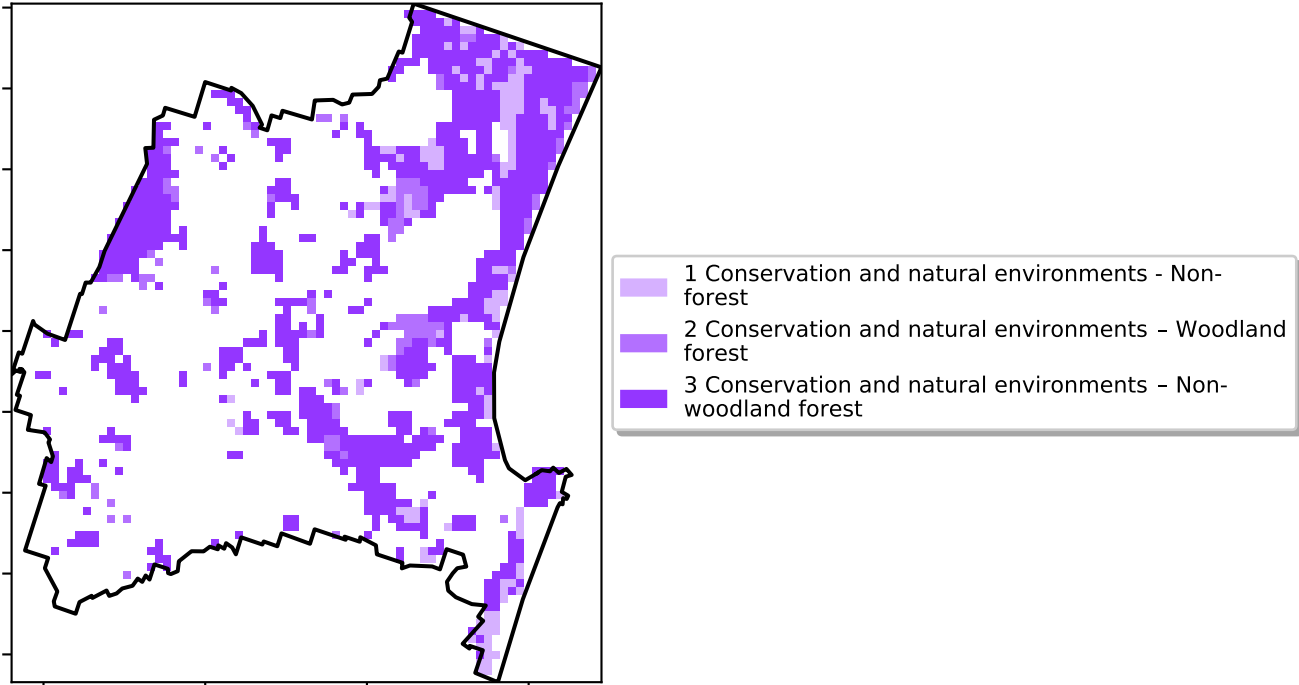 1 Conservation and natural environments - Non-
forest
2 Conservation and natural environments – Woodland
forest
3 Conservation and natural environments – Non-
woodland forest